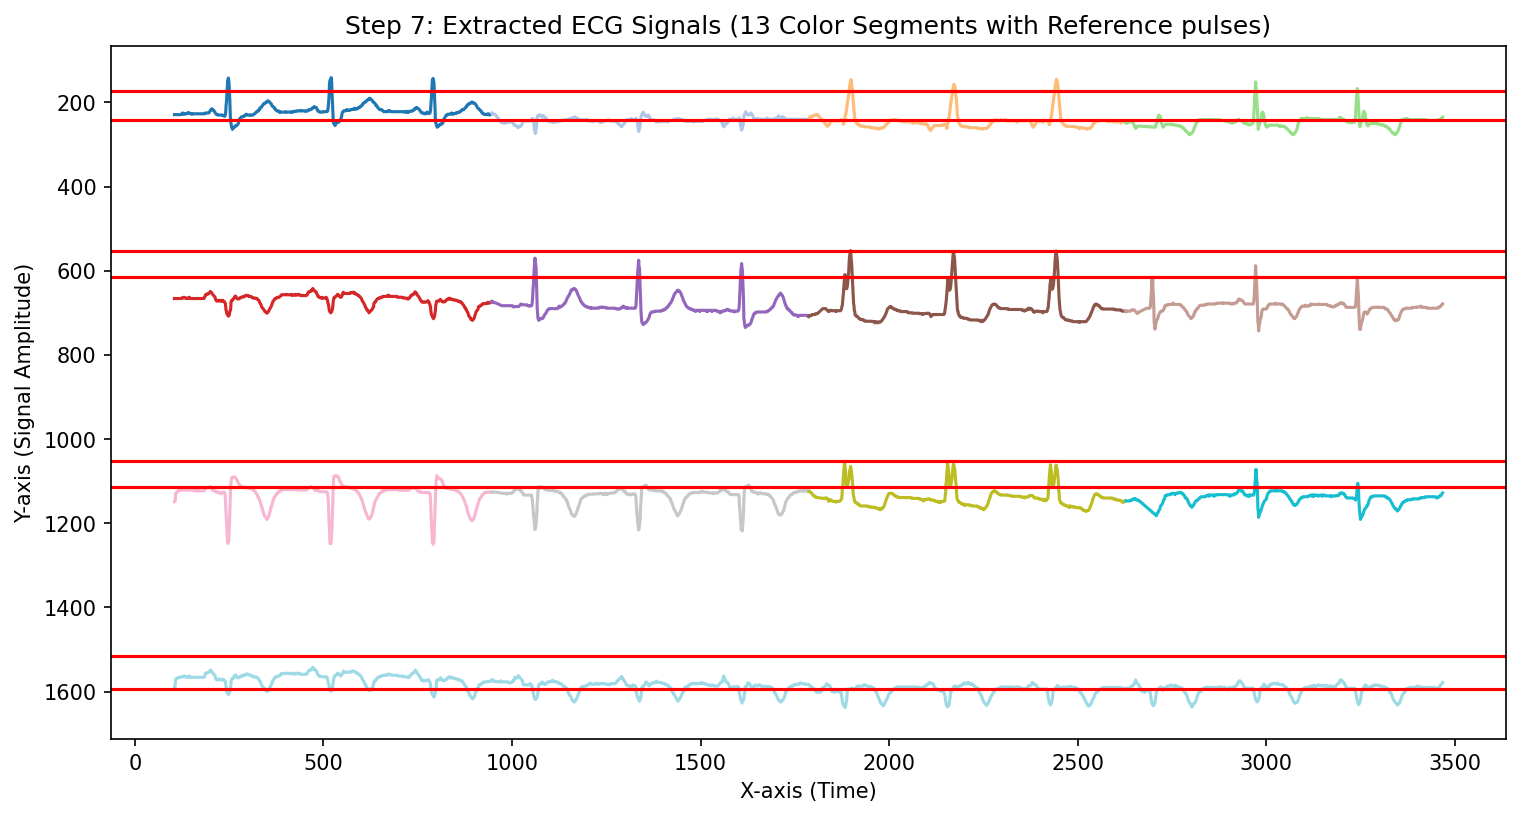 Step 7: Extracted ECG Signals (13 Color Segments with Reference pulses)
Y-axis (Signal Amplitude)
200
400
600
800
1000
1200
1400
1600
0 500 1000 1500 2000 2500 3000 3500
X-axis (Time)